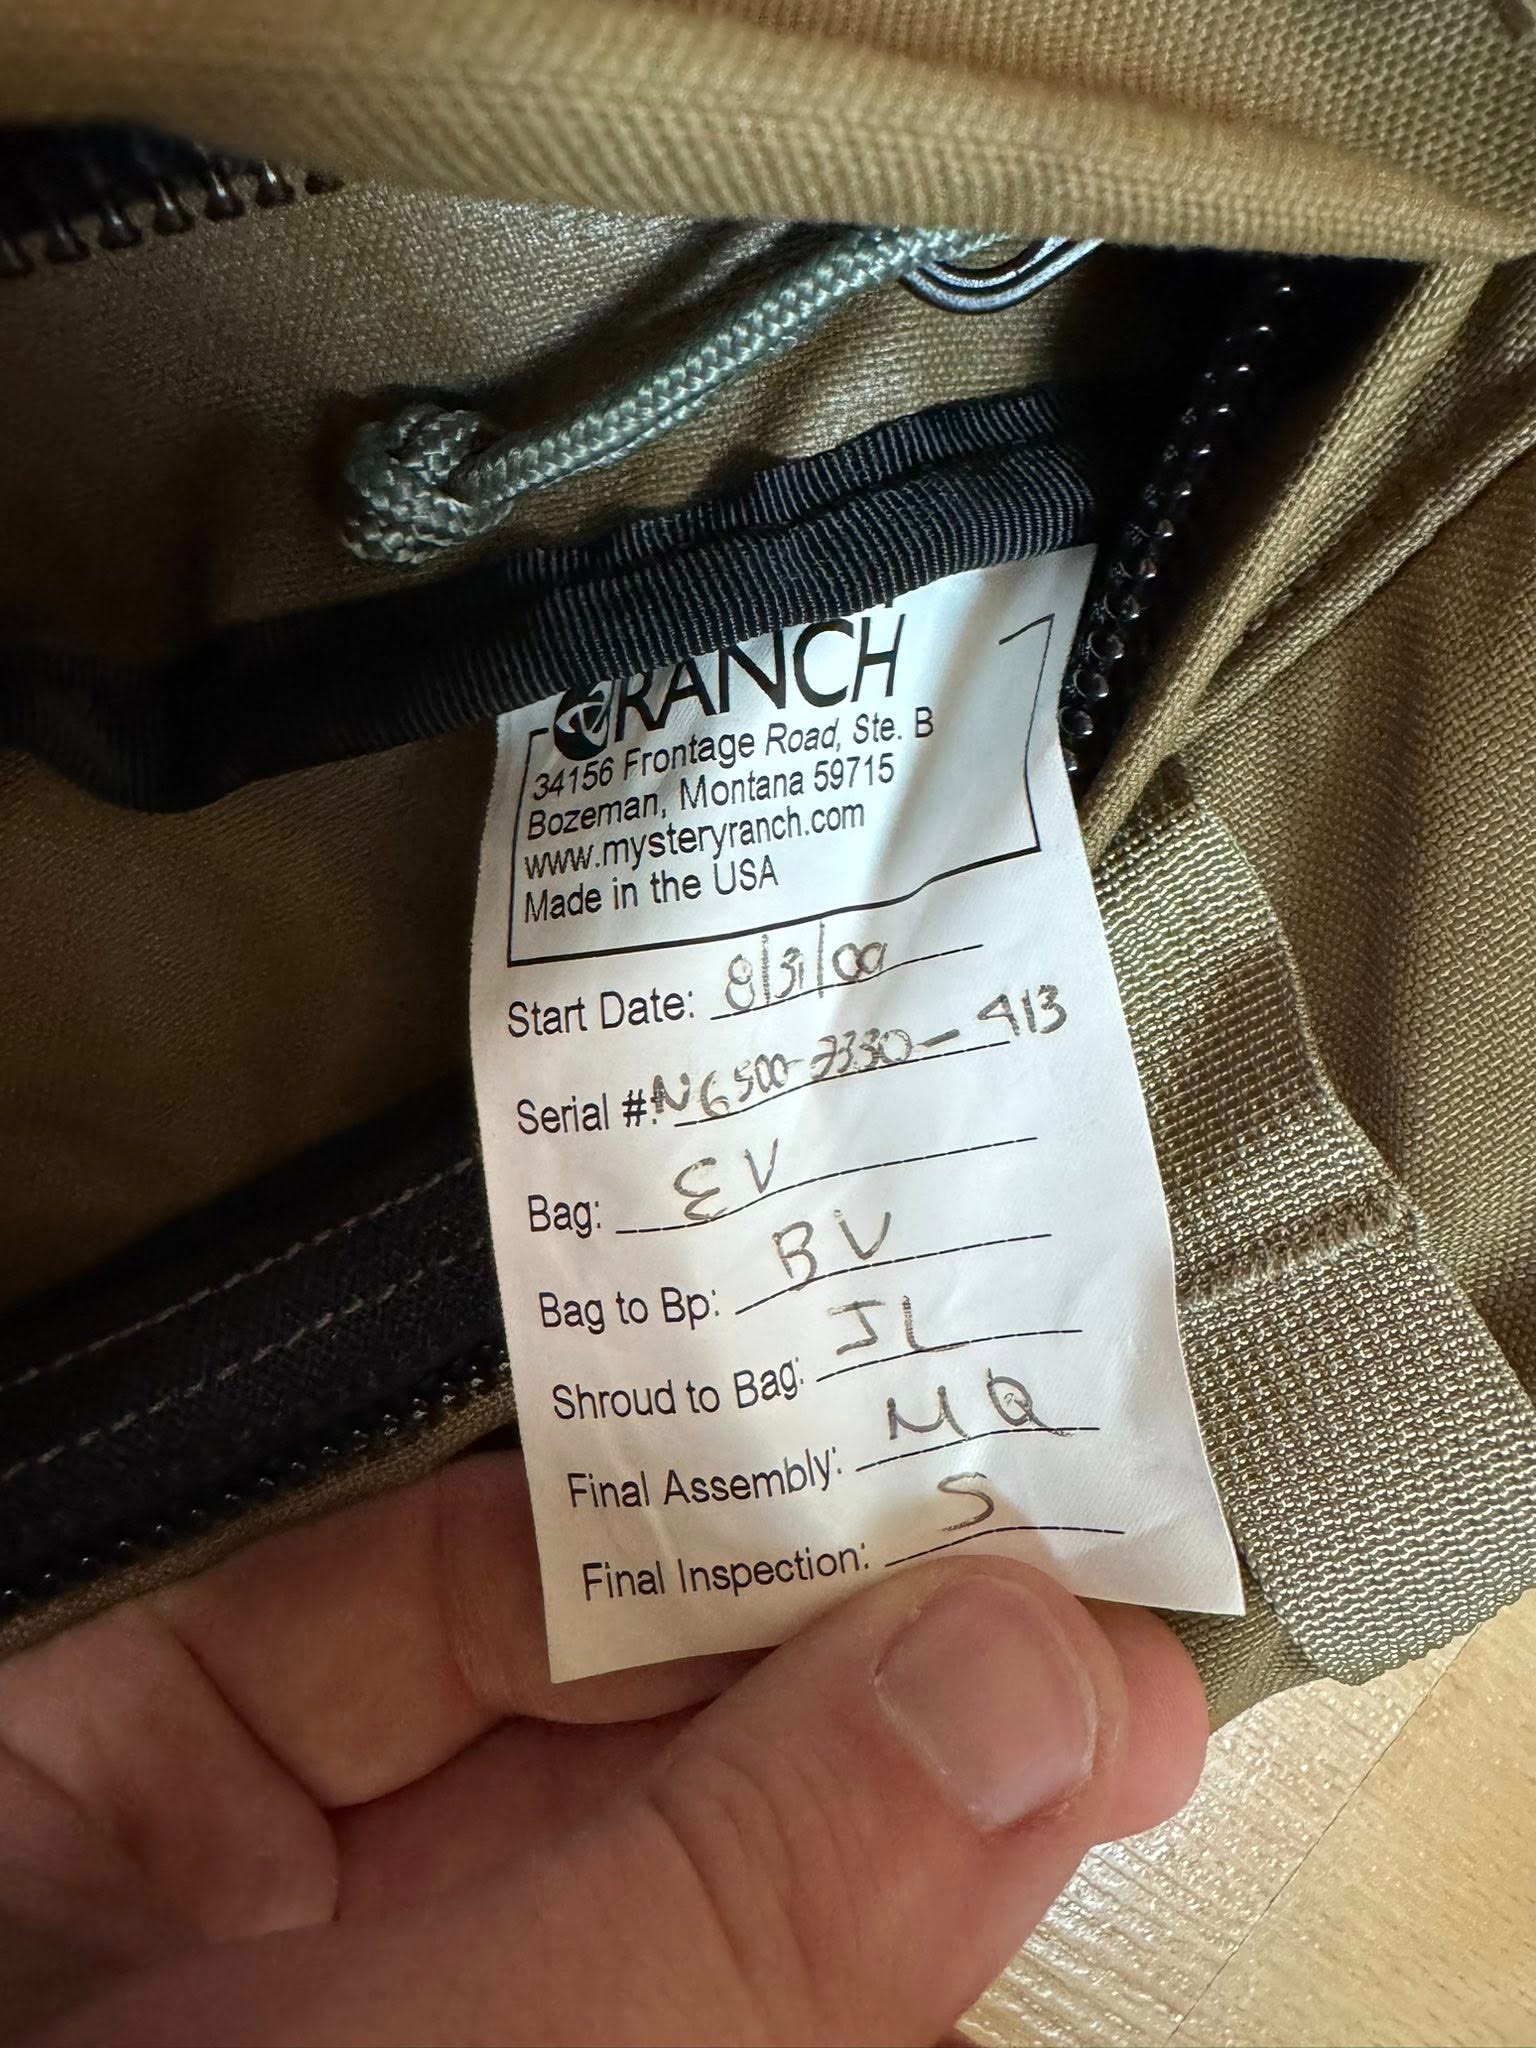 RANCH
34156 Frontage Road, Ste. B
Bozeman, Montana 59715
www.mysteryranch.com
Made in the USA
Start Date: 8/31/09
Serial #: N6500-2330-413
Bag: EV
Bag to Bp: BV
Shroud to Bag: JL
Final Assembly: MQ
Final Inspection: S